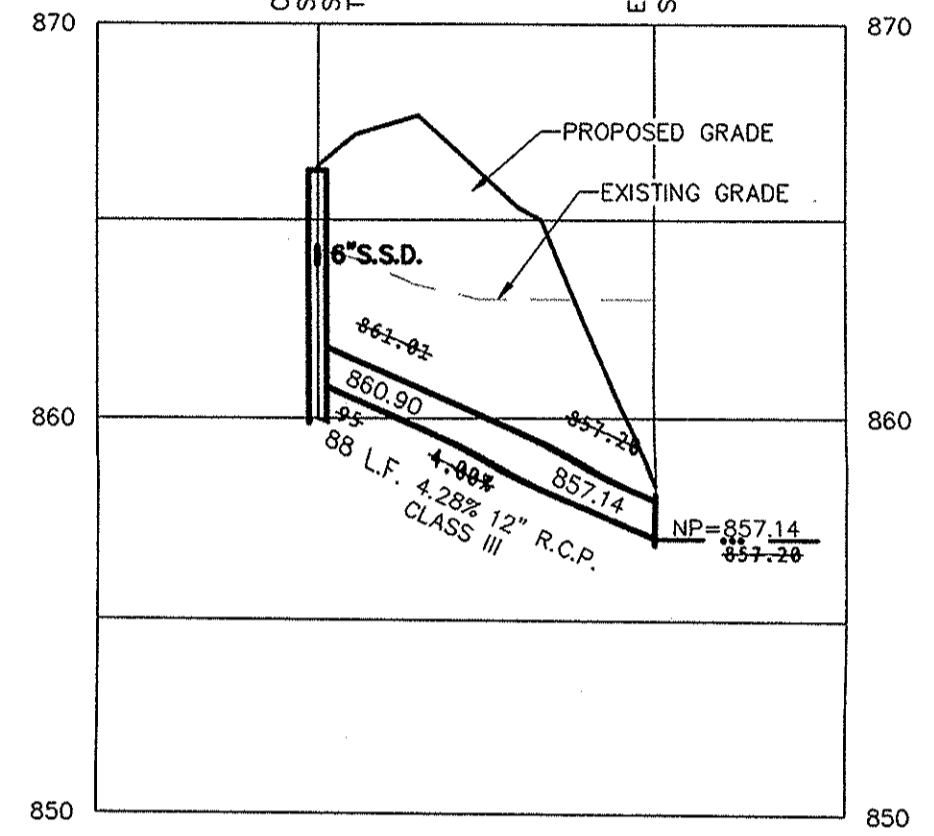 870
870
PROPOSED GRADE
EXISTING GRADE
6"S.S.D.
861.01
860.90
95
857.20
88 L.F. 4.28% 12" R.C.P.
4.00%
CLASS III
857.14
NP=857.14
857.20
860
860
850
850